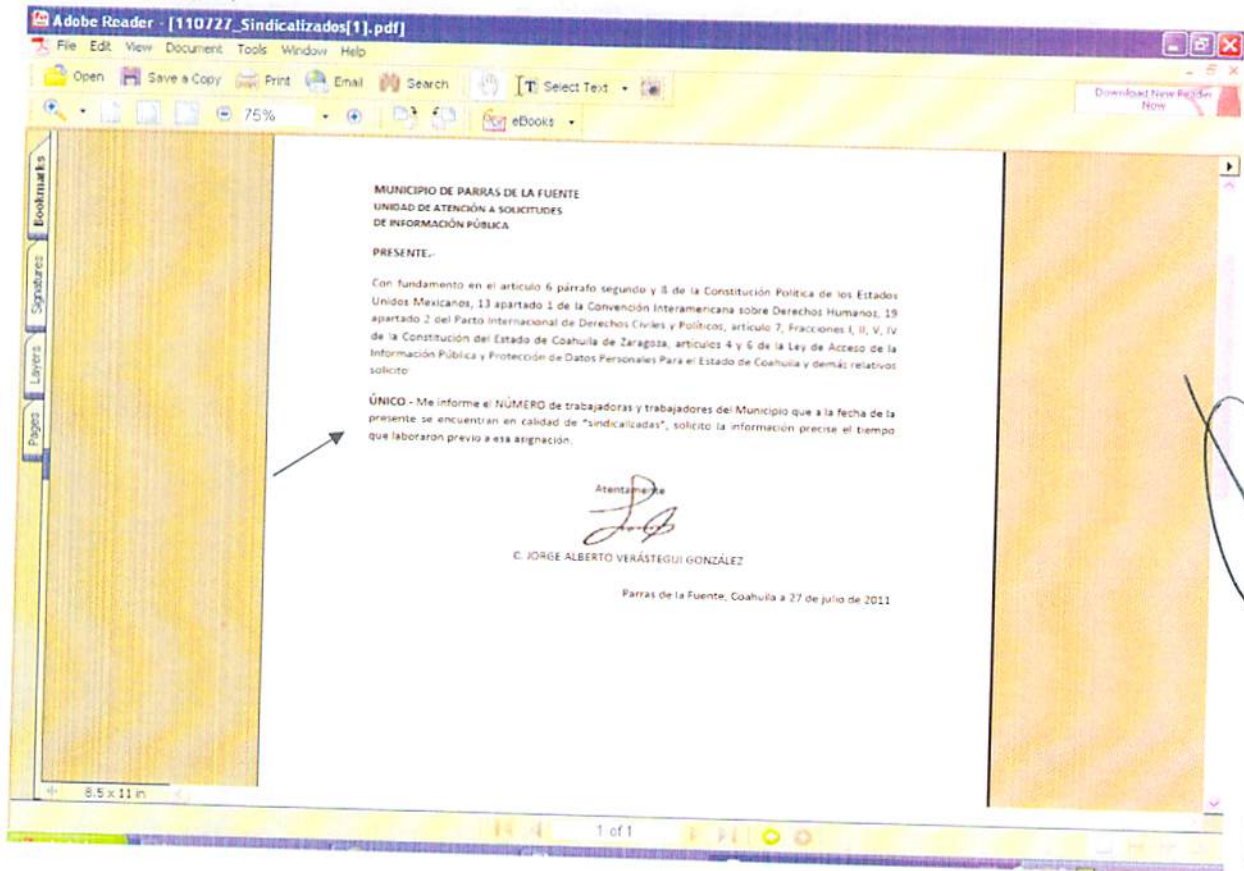 Adobe Reader - [110727_Sindicalizados[1].pdf]
File Edit View Document Tools Window Help
Open Save a Copy Print Email Search Select Text
Download New Reader Now
75% eBooks
Bookmarks
Signatures
Layers
Pages
MUNICIPIO DE PARRAS DE LA FUENTE
UNIDAD DE ATENCIÓN A SOLICITUDES
DE INFORMACIÓN PÚBLICA
PRESENTE.-
Con fundamento en el articulo 6 párrafo segundo y 8 de la Constitución Política de los Estados
Unidos Mexicanos, 13 apartado 1 de la Convención Interamericana sobre Derechos Humanos, 19
apartado 2 del Pacto Internacional de Derechos Civiles y Políticos, artículo 7, Fracciones I, II, V, IV
de la Constitución del Estado de Coahuila de Zaragoza, artículos 4 y 6 de la Ley de Acceso de la
Información Pública y Protección de Datos Personales Para el Estado de Coahuila y demás relativos
solicito:
ÚNICO - Me informe el NÚMERO de trabajadoras y trabajadores del Municipio que a la fecha de la
presente se encuentran en calidad de "sindicalizadas", solicito la información precise el tiempo
que laboraron previo a esa asignación.
Atentamente
C. JORGE ALBERTO VERÁSTEGUI GONZÁLEZ
Parras de la Fuente, Coahuila a 27 de julio de 2011
8.5 x 11 in
1 of 1